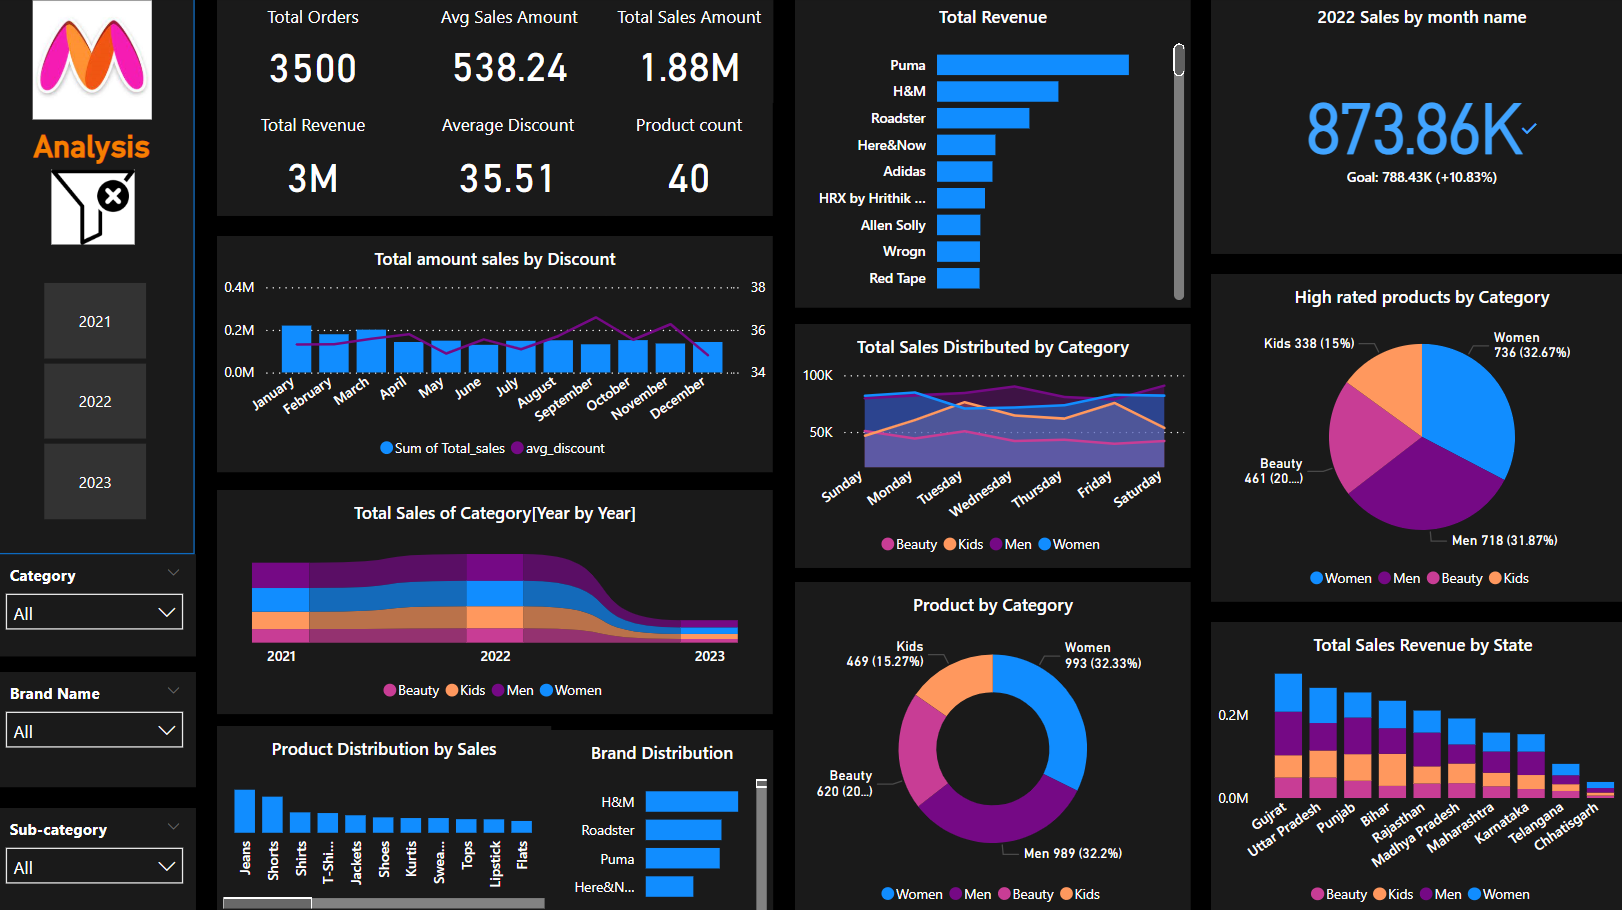 Analysis
2021
2022
2023
Category
All
Brand Name
All
Sub-category
All
Total Orders
3500
Avg Sales Amount
538.24
Total Sales Amount
1.88M
Total Revenue
3M
Average Discount
35.51
Product count
40
Total amount sales by Discount
0.4M
0.2M
0.0M
38
36
34
January
February
March
April
May
June
July
August
September
October
November
December
Sum of Total_sales
avg_discount
Total Sales of Category[Year by Year]
2021
2022
2023
Beauty
Kids
Men
Women
Product Distribution by Sales
Jeans
Shorts
Shirts
T-Shi...
Jackets
Shoes
Kurtis
Swea...
Tops
Lipstick
Flats
Brand Distribution
H&M
Roadster
Puma
Here&N...
Total Revenue
Puma
H&M
Roadster
Here&Now
Adidas
HRX by Hrithik ...
Allen Solly
Wrogn
Red Tape
Total Sales Distributed by Category
100K
50K
Sunday
Monday
Tuesday
Wednesday
Thursday
Friday
Saturday
Beauty
Kids
Men
Women
Product by Category
Kids
469 (15.27%)
Women
993 (32.33%)
Beauty
620 (20...)
Men 989 (32.2%)
Women
Men
Beauty
Kids
2022 Sales by month name
873.86K
Goal: 788.43K (+10.83%)
High rated products by Category
Kids 338 (15%)
Women
736 (32.67%)
Beauty
461 (20....)
Men 718 (31.87%)
Women
Men
Beauty
Kids
Total Sales Revenue by State
0.2M
0.0M
Gujrat
Uttar Pradesh
Punjab
Bihar
Rajasthan
Madhya Pradesh
Maharashtra
Karnataka
Telangana
Chhatisgarh
Beauty
Kids
Men
Women